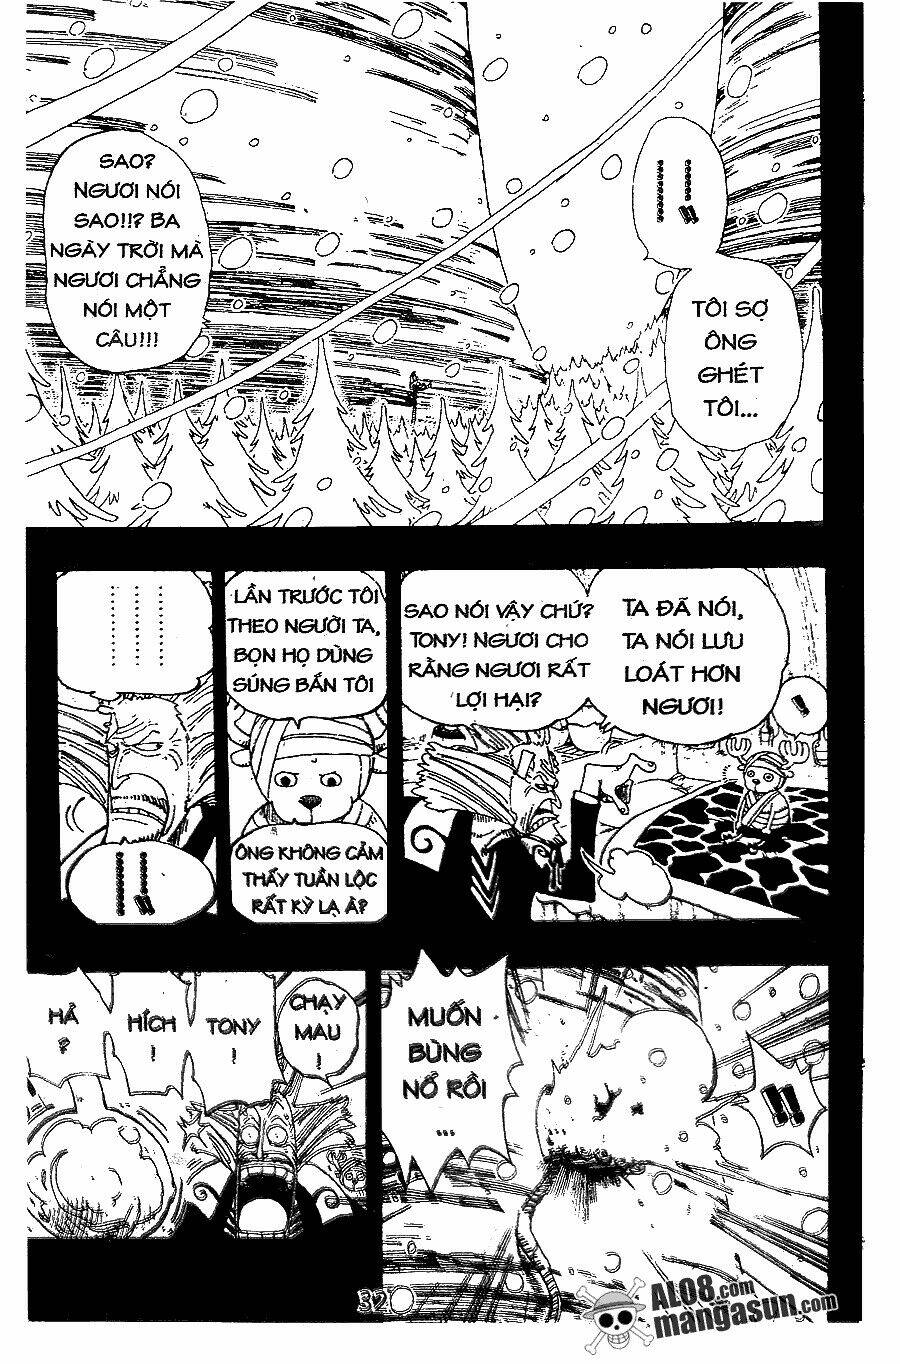 SAO?
NGƯƠI NÓI
SAO!!? BA
NGÀY TRỜI MÀ
NGƯƠI CHẲNG
NÓI MỘT
CÂU!!!
......... .......!!
TÔI SỢ
ÔNG
GHÉT
TÔI...
.........
.........
.........
........ ......!!
LẦN TRƯỚC TÔI
THEO NGƯỜI TA,
BỌN HỌ DÙNG
SÚNG BẮN TÔI
ÔNG KHÔNG CẢM
THẤY TUẦN LỘC
RẤT KỲ LẠ À?
SAO NÓI VẬY CHỨ?
TONY! NGƯƠI CHO
RẰNG NGƯƠI RẤT
LỢI HẠI?
TA ĐÃ NÓI,
TA NÓI LƯU
LOÁT HƠN
NGƯƠI!
!!
HẢ
?
HÍCH
!
TONY
!
CHẠY
MAU
!
MUỐN
BÙNG
NỔ RỒI
...
!!
32
ALO8.com
mangasun.com